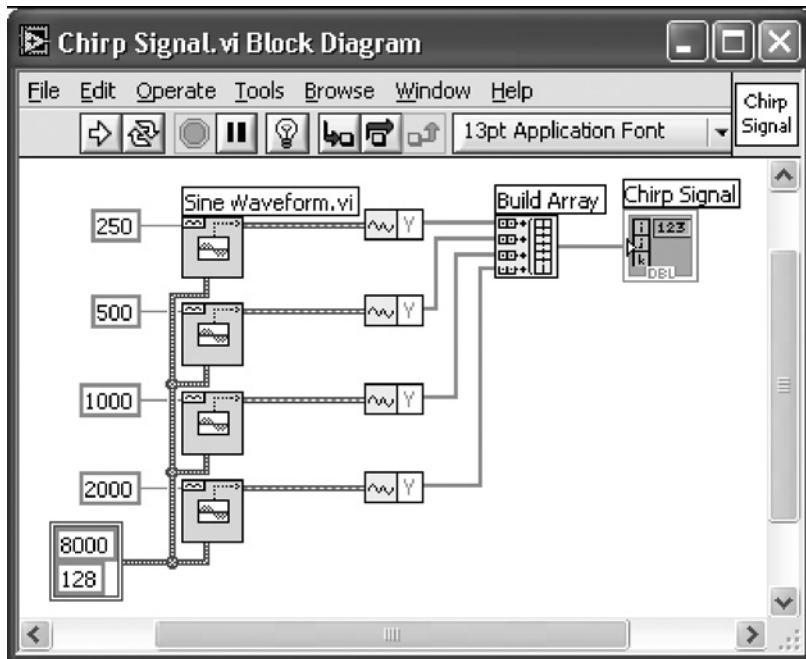 Chirp Signal.vi Block Diagram
File Edit Operate Tools Browse Window Help
Chirp
Signal
13pt Application Font
Sine Waveform.vi
Build Array
Chirp Signal
250
Y
i
j
k
123
DBL
500
Y
1000
Y
2000
Y
8000
128